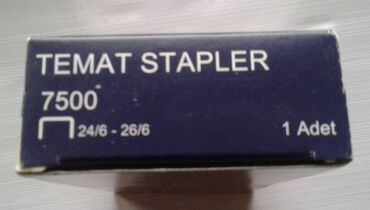 TEMAT STAPLER
7500
24/6 - 26/6 1 Adet